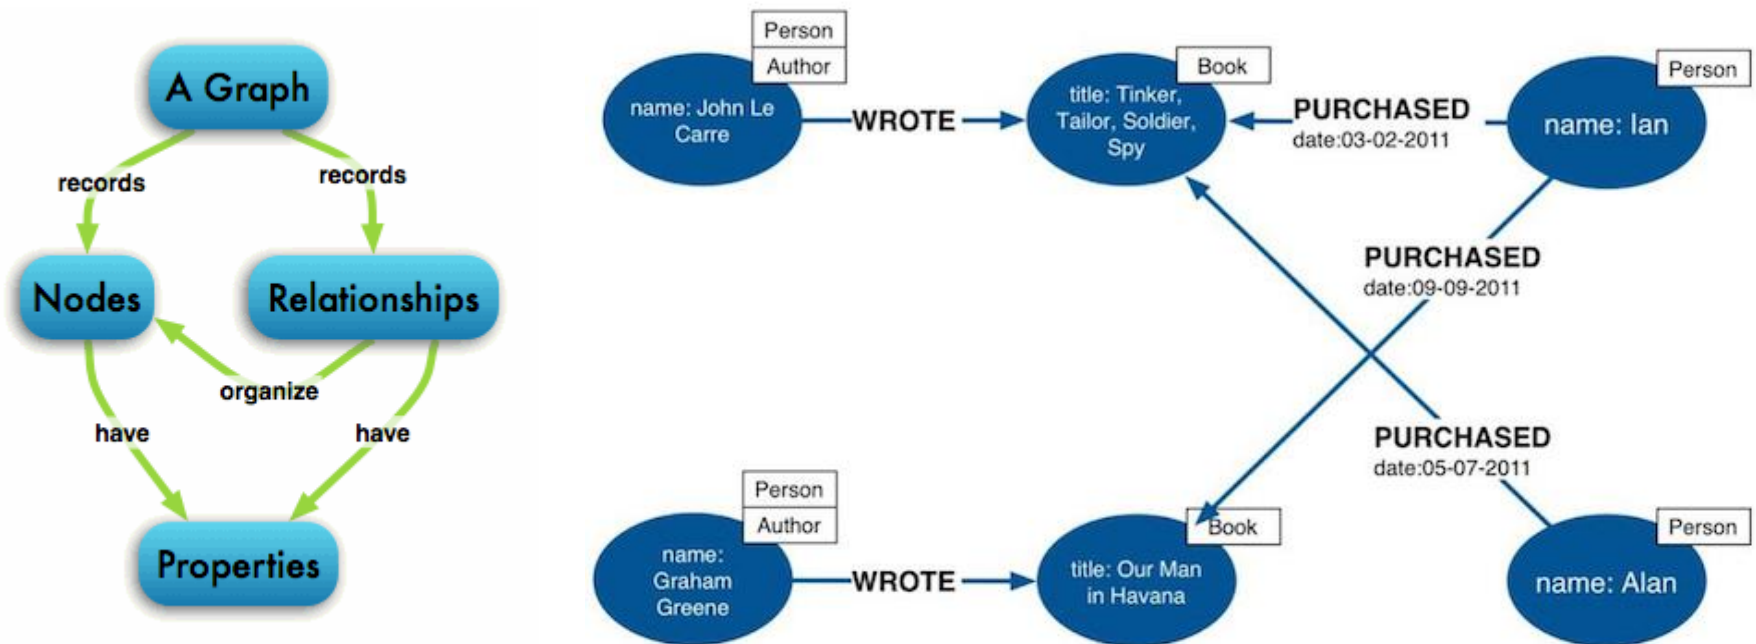 A Graph
records
records
Nodes
Relationships
organize
have
have
Properties
Person
Author
name: John Le
Carre
WROTE
Book
title: Tinker,
Tailor, Soldier,
Spy
PURCHASED
date:03-02-2011
Person
name: Ian
PURCHASED
date:09-09-2011
PURCHASED
date:05-07-2011
Person
Author
name:
Graham
Greene
WROTE
Book
title: Our Man
in Havana
Person
name: Alan